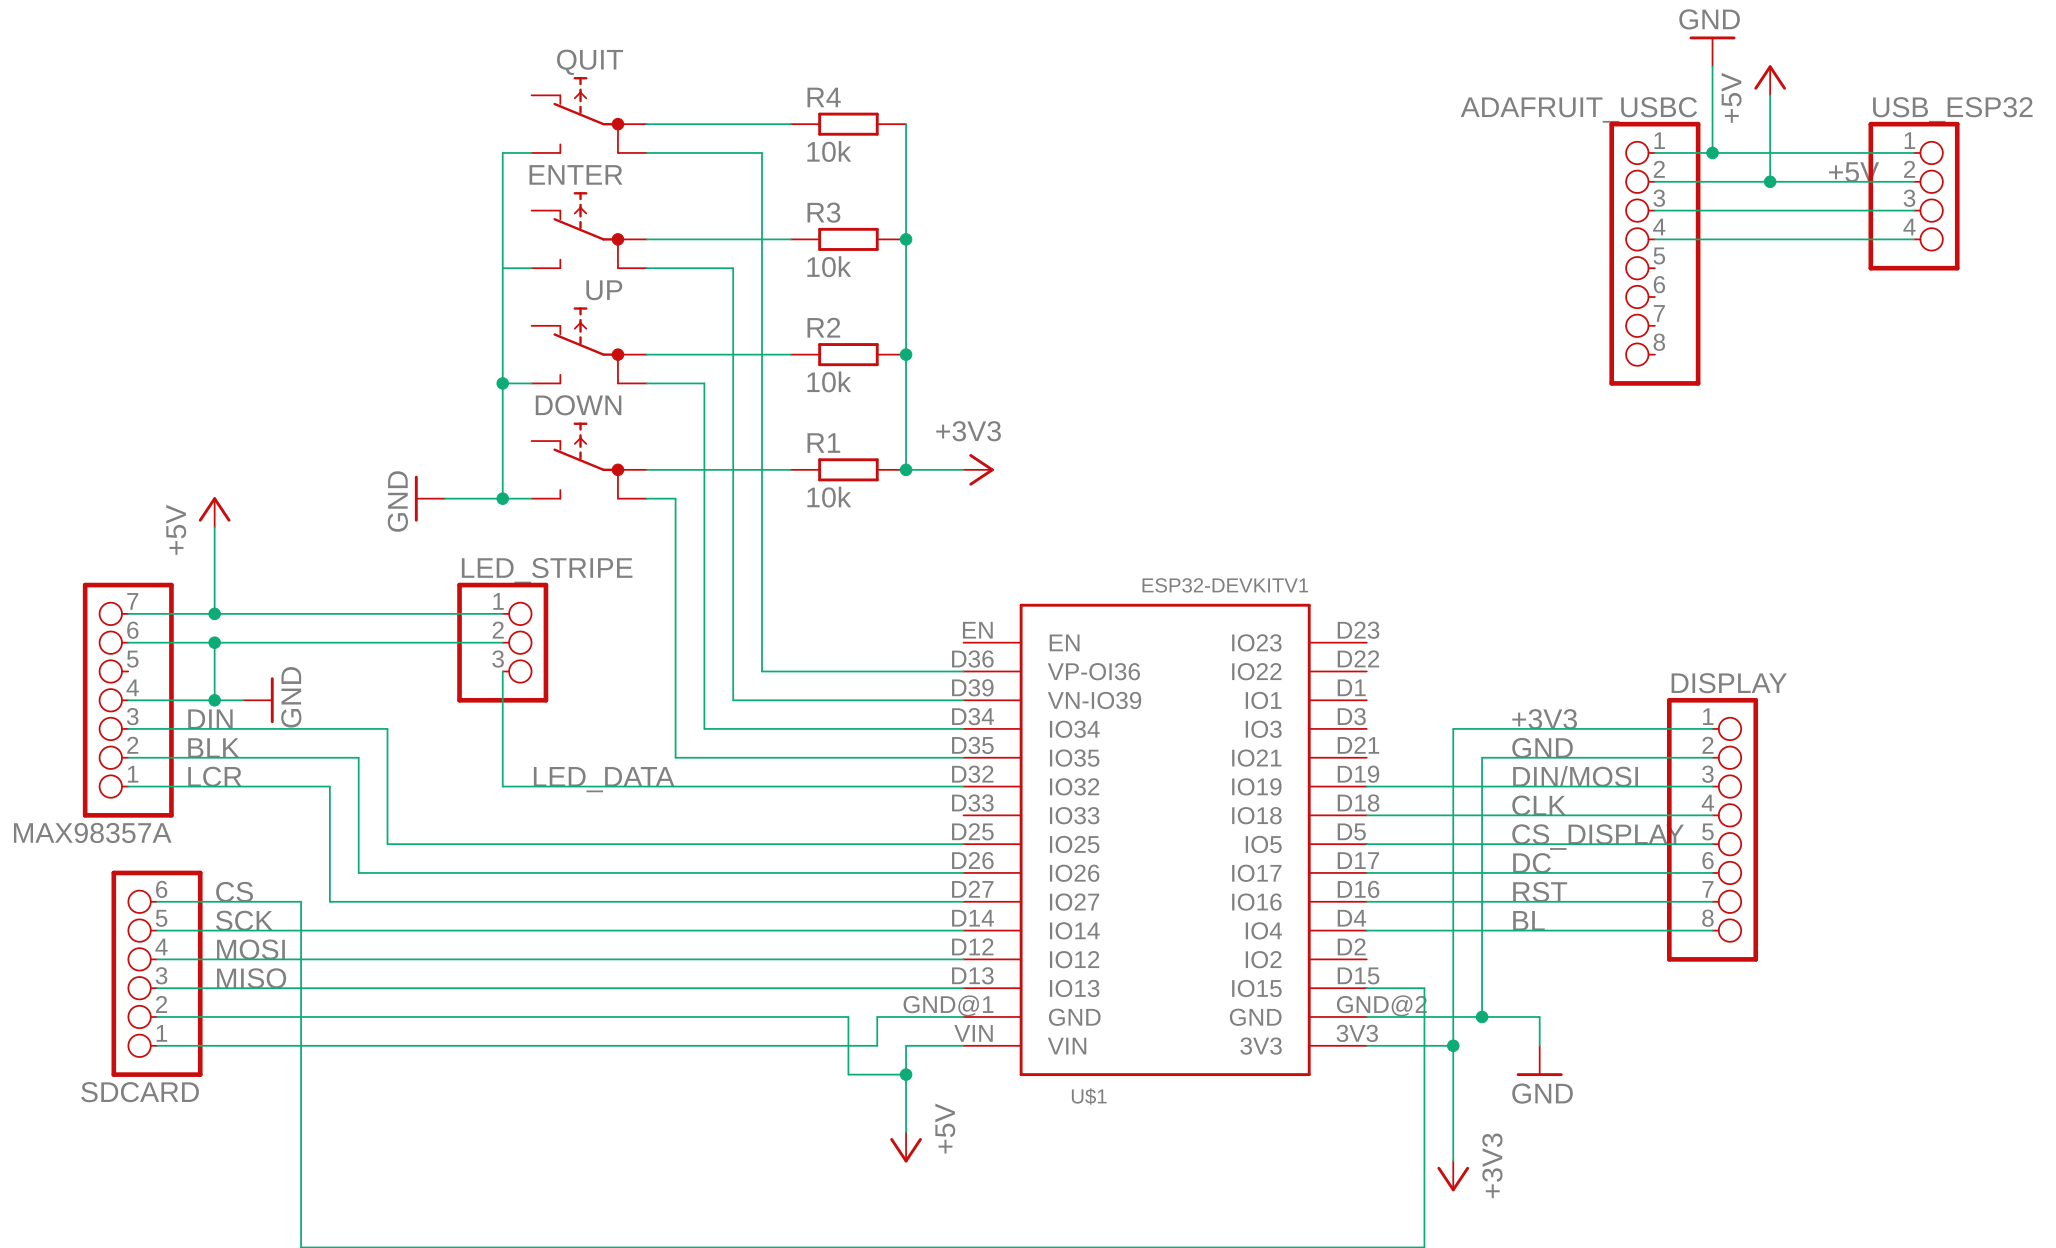 GND
QUIT
+5V
ADAFRUIT_USBC
USB_ESP32
R4
10k
ENTER
R3
10k
UP
R2
10k
DOWN
R1
10k
+3V3
GND
1
2
3
4
5
6
7
8
+5V
1
2
3
4
+5V
LED_STRIPE
1
2
3
LED_DATA
7
6
5
4
3
2
1
GND
DIN
BLK
LCR
MAX98357A
6 CS
5 SCK
4 MOSI
3 MISO
2
1
SDCARD
ESP32-DEVKITV1
EN EN IO23 D23
D36 VP-OI36 IO22 D22
D39 VN-IO39 IO1 D1
D34 IO34 IO3 D3
D35 IO35 IO21 D21
D32 IO32 IO19 D19
D33 IO33 IO18 D18
D25 IO25 IO5 D5
D26 IO26 IO17 D17
D27 IO27 IO16 D16
D14 IO14 IO4 D4
D12 IO12 IO2 D2
D13 IO13 IO15 D15
GND@1 GND GND GND@2
VIN VIN 3V3 3V3
U$1
+5V
DISPLAY
+3V3 1
GND 2
DIN/MOSI 3
CLK 4
CS_DISPLAY 5
DC 6
RST 7
BL 8
GND
+3V3